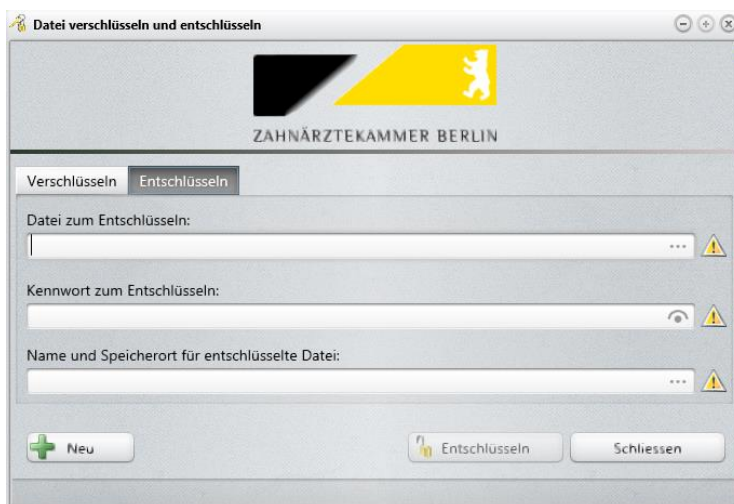 Datei verschlüsseln und entschlüsseln
ZAHNÄRZTEKAMMER BERLIN
Verschlüsseln Entschlüsseln
Datei zum Entschlüsseln:
Kennwort zum Entschlüsseln:
Name und Speicherort für entschlüsselte Datei:
Neu Entschlüsseln Schliessen